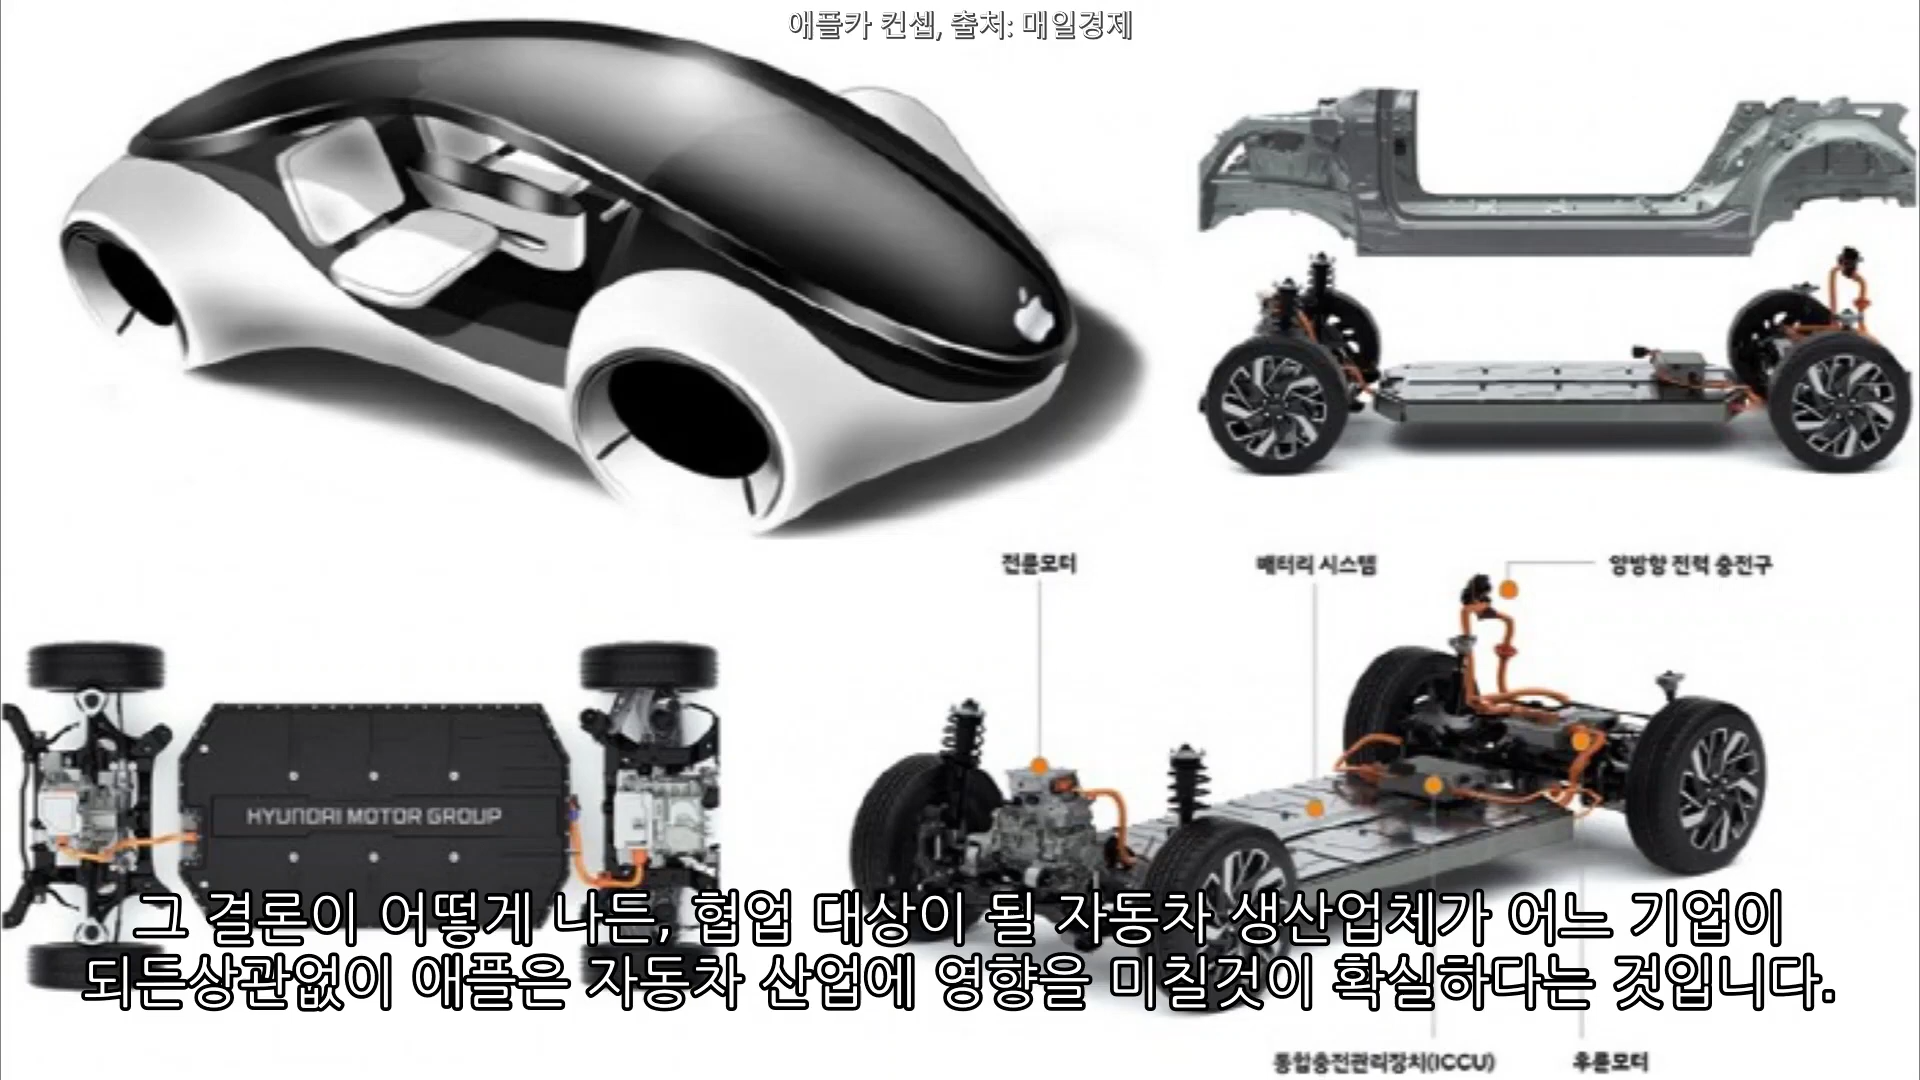 애플카 컨셉, 출처: 매일경제
전륜모터
배터리 시스템
양방향 전력 충전구
HYUNDAI MOTOR GROUP
그 결론이 어떻게 나든, 협업 대상이 될 자동차 생산업체가 어느 기업이
되든상관없이 애플은 자동차 산업에 영향을 미칠것이 확실하다는 것입니다.
통합충전관리장치(ICCU)
후륜모터